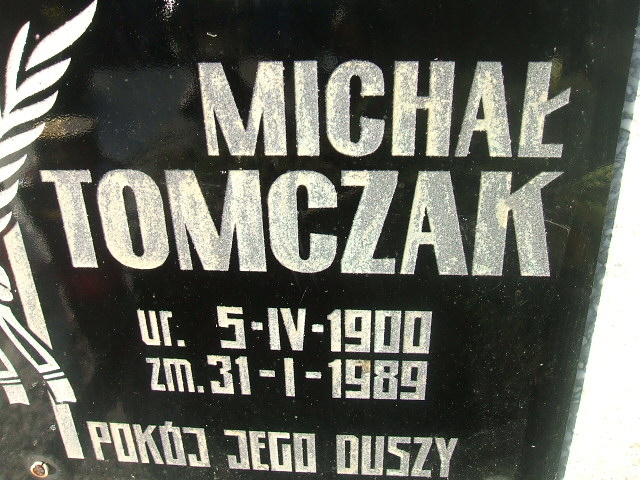 MICHAŁ
TOMCZAK
ur. 5-IV-1900
zm. 31-I-1989
POKÓJ JEGO DUSZY